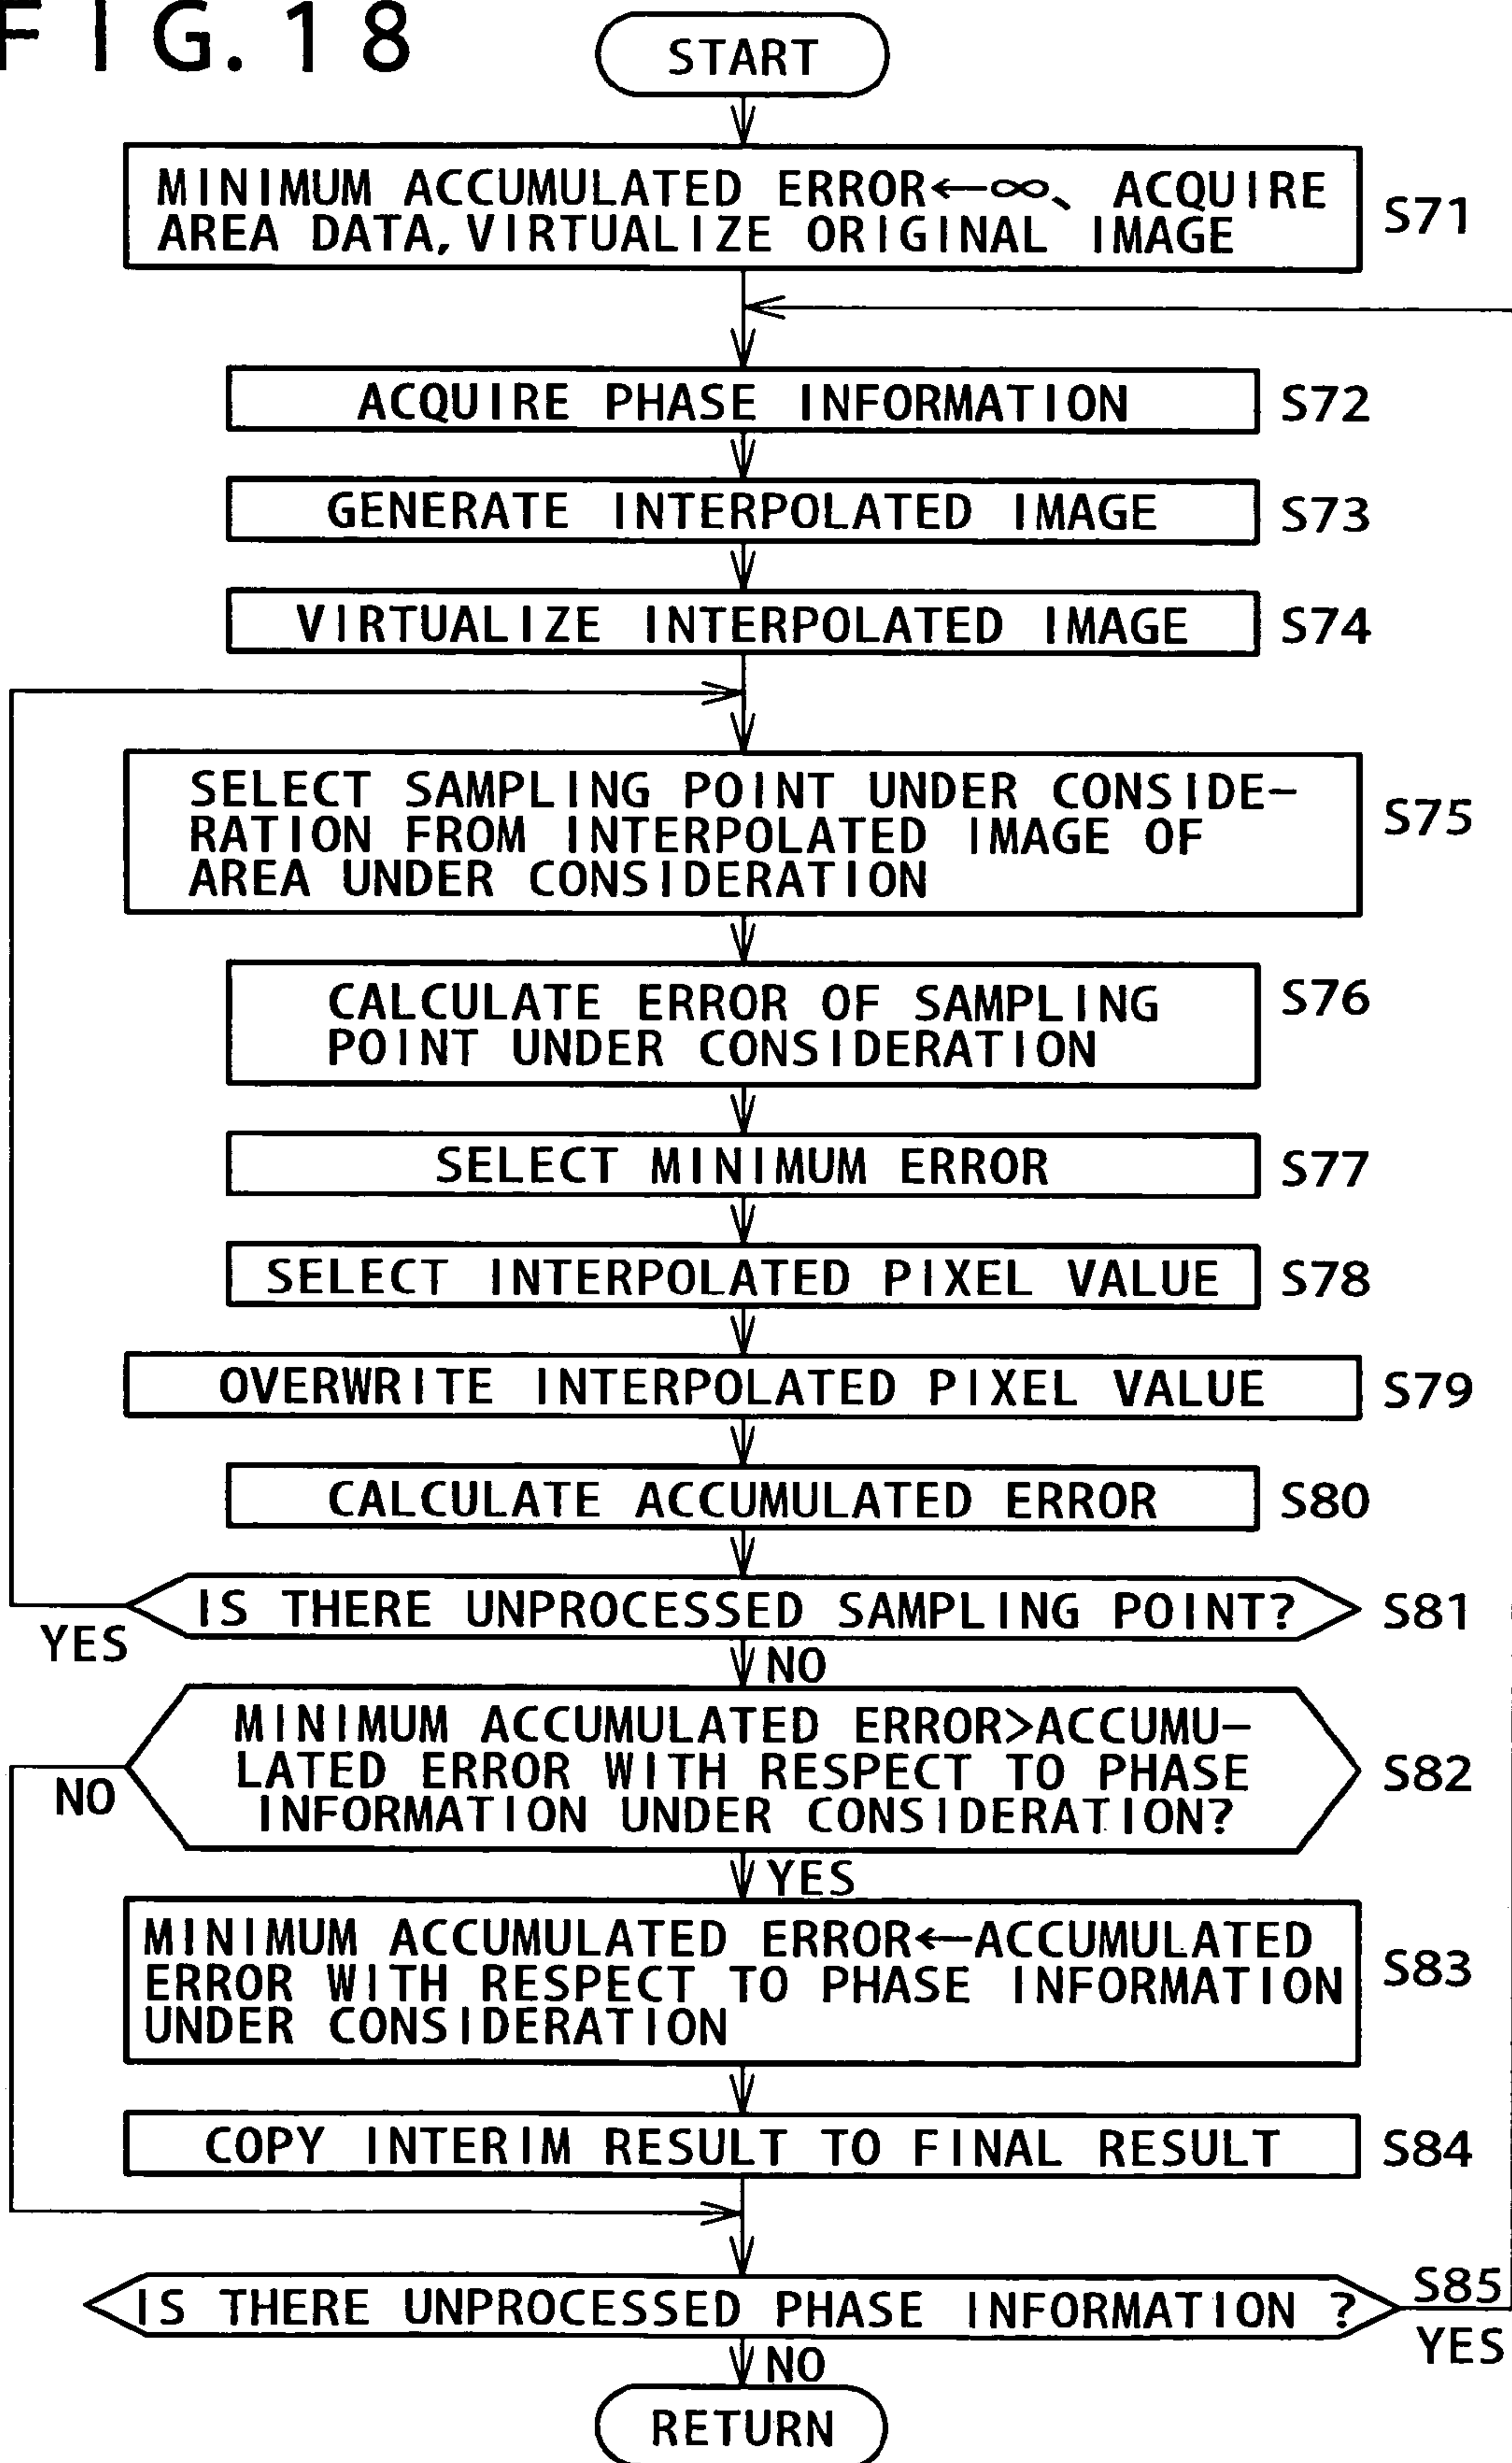 FIG. 18
START
MINIMUM ACCUMULATED ERROR←∞、ACQUIRE
AREA DATA, VIRTUALIZE ORIGINAL IMAGE
S71
ACQUIRE PHASE INFORMATION
S72
GENERATE INTERPOLATED IMAGE
S73
VIRTUALIZE INTERPOLATED IMAGE
S74
SELECT SAMPLING POINT UNDER CONSIDE-
RATION FROM INTERPOLATED IMAGE OF
AREA UNDER CONSIDERATION
S75
CALCULATE ERROR OF SAMPLING
POINT UNDER CONSIDERATION
S76
SELECT MINIMUM ERROR
S77
SELECT INTERPOLATED PIXEL VALUE
S78
OVERWRITE INTERPOLATED PIXEL VALUE
S79
CALCULATE ACCUMULATED ERROR
S80
IS THERE UNPROCESSED SAMPLING POINT?
S81
YES
NO
MINIMUM ACCUMULATED ERROR>ACCUMU-
LATED ERROR WITH RESPECT TO PHASE
INFORMATION UNDER CONSIDERATION?
S82
NO
YES
MINIMUM ACCUMULATED ERROR←ACCUMULATED
ERROR WITH RESPECT TO PHASE INFORMATION
UNDER CONSIDERATION
S83
COPY INTERIM RESULT TO FINAL RESULT
S84
IS THERE UNPROCESSED PHASE INFORMATION ?
S85
YES
NO
RETURN